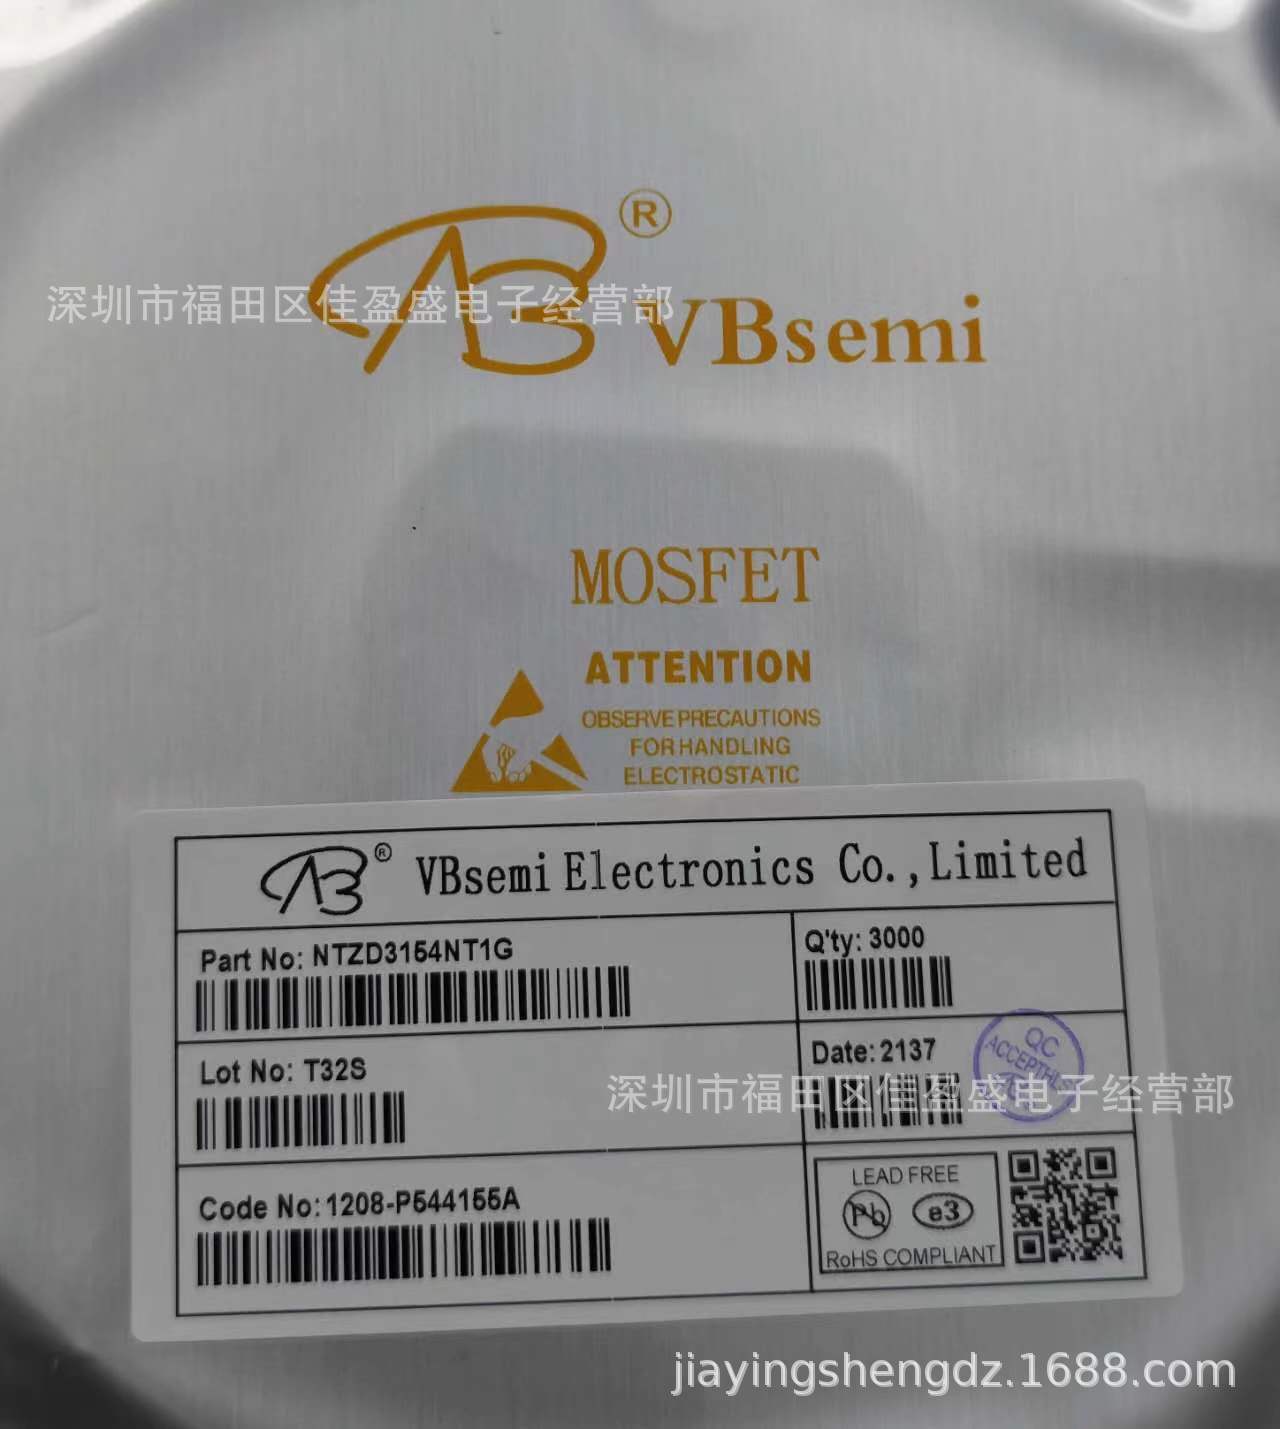 ®
深圳市福田区佳盈盛电子经营部
VBsemi
MOSFET
ATTENTION
OBSERVE PRECAUTIONS
FOR HANDLING
ELECTROSTATIC
® VBsemi Electronics Co.,Limited
Part No: NTZD3154NT1G
Q'ty: 3000
Lot No: T32S
Date: 2137
QC
深圳市福田区佳盈盛电子经营部
Code No: 1208-P544155A
LEAD FREE
Pb e3
RoHS COMPLIANT
jiayingshengdz.1688.com